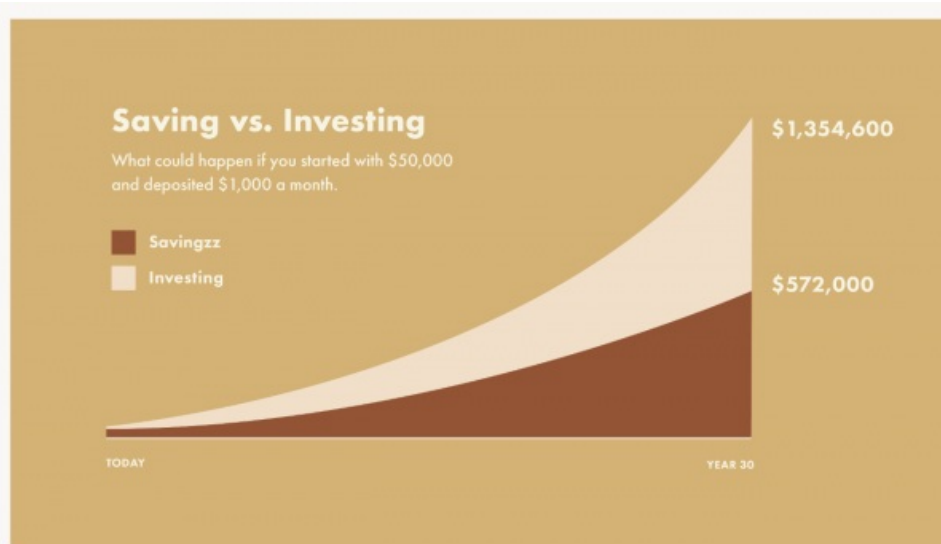 Saving vs. Investing
What could happen if you started with $50,000
and deposited $1,000 a month.
Savingzz
Investing
$1,354,600
$572,000
TODAY
YEAR 30